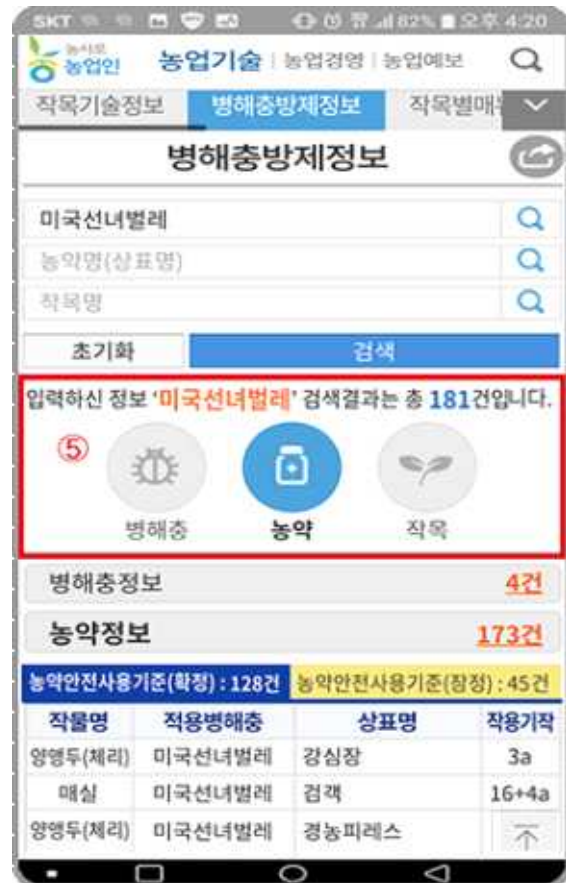 SKT 82% 오후 4:20
농사로
농업인 농업기술 농업경영 농업예보
작목기술정보 병해충방제정보 작목별매
병해충방제정보
미국선녀벌레
농약명(상표명)
작목명
초기화 검색
입력하신 정보 '미국선녀벌레' 검색결과는 총 181건입니다.
⑤
병해충 농약 작목
병해충정보 4건
농약정보 173건
농약안전사용기준(확정) : 128건 농약안전사용기준(잠정) : 45건
작물명 적용병해충 상표명 작용기작
양앵두(체리) 미국선녀벌레 강심장 3a
매실 미국선녀벌레 검객 16+4a
양앵두(체리) 미국선녀벌레 경농피레스